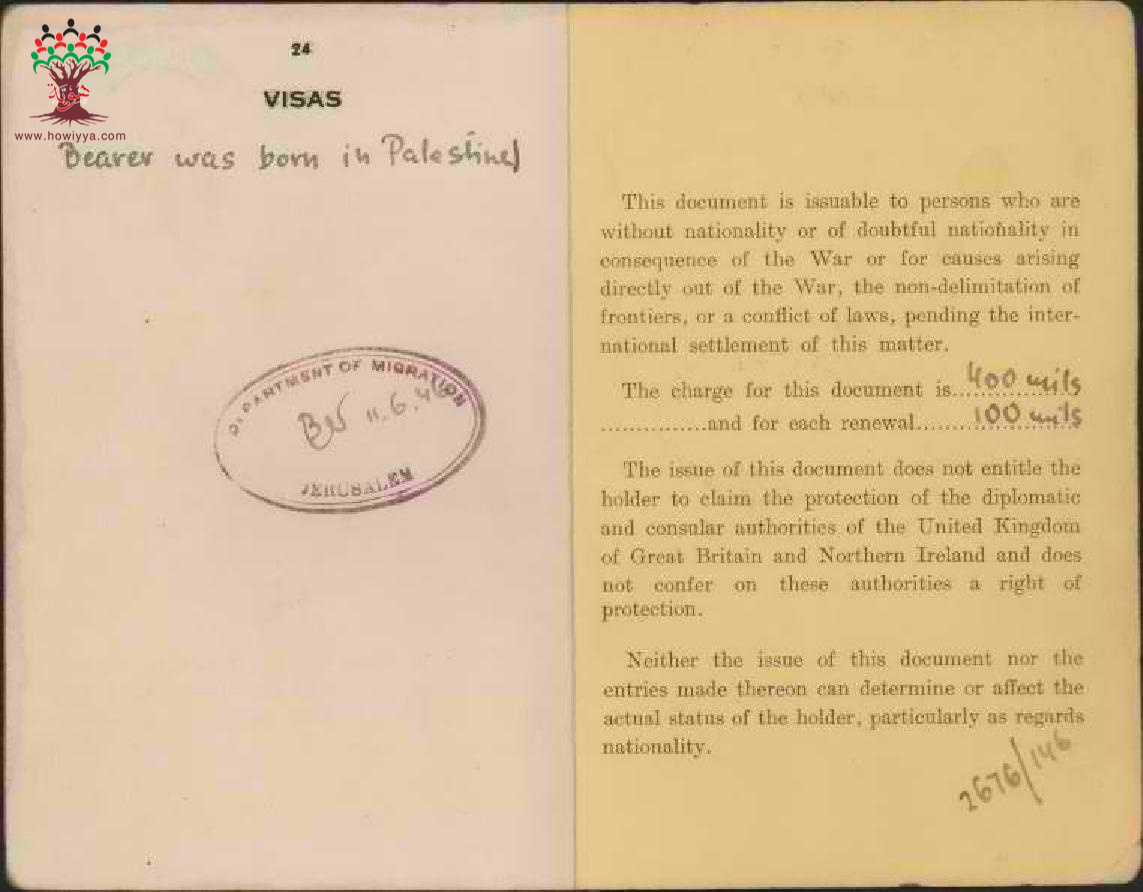 24
VISAS
www.howiyya.com
Bearer was born in Palestine
DEPARTMENT OF MIGRATION
11.6.46
JERUSALEM
This document is issuable to persons who are
without nationality or of doubtful nationality in
consequence of the War or for causes arising
directly out of the War, the non-delimitation of
frontiers, or a conflict of laws, pending the inter-
national settlement of this matter.
The charge for this document is....400 mils
...............and for each renewal........100 mils
The issue of this document does not entitle the
holder to claim the protection of the diplomatic
and consular authorities of the United Kingdom
of Great Britain and Northern Ireland and does
not confer on these authorities a right of
protection.
Neither the issue of this document nor the
entries made thereon can determine or affect the
actual status of the holder, particularly as regards
nationality.
2676/146